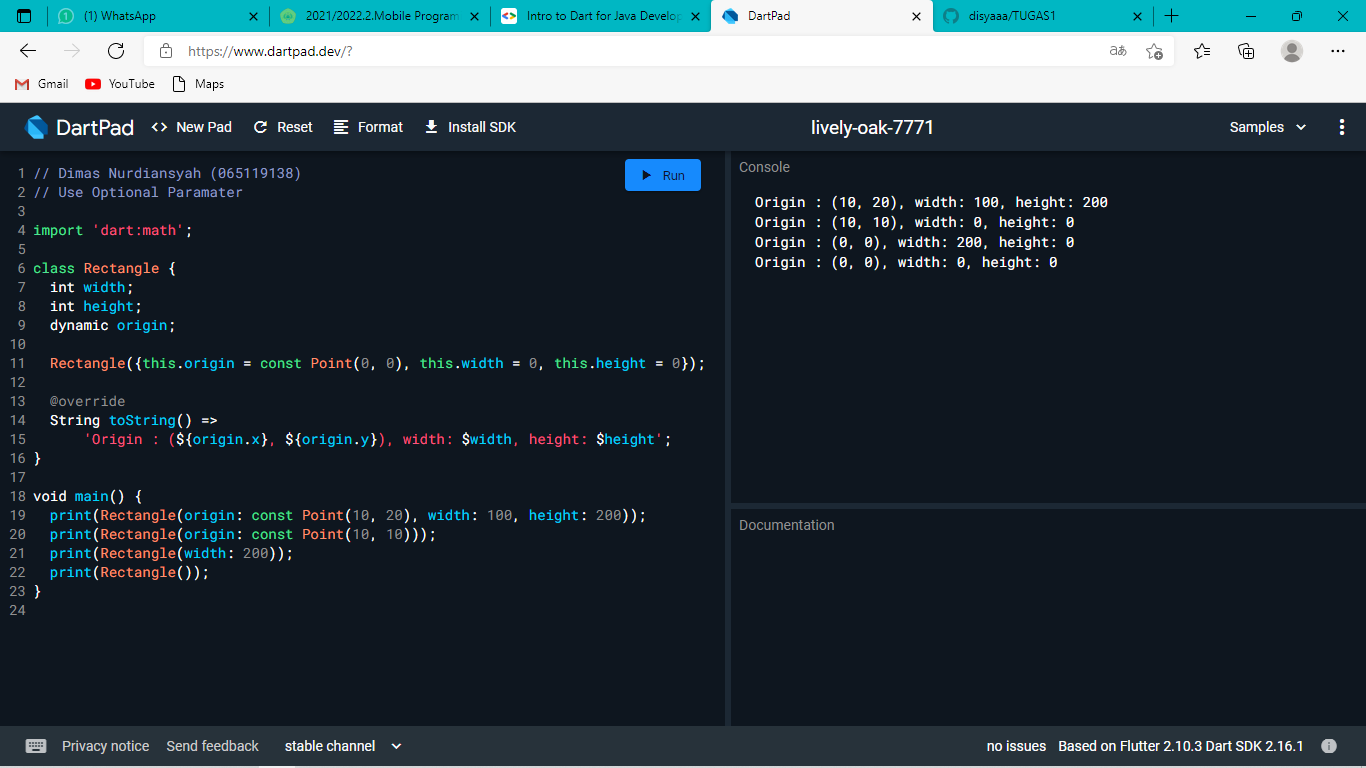 (1) WhatsApp
2021/2022.2.Mobile Program
Intro to Dart for Java Develop
DartPad
disyaaa/TUGAS1
https://www.dartpad.dev/?
aあ
Gmail YouTube Maps
DartPad <> New Pad Reset Format Install SDK lively-oak-7771 Samples
Run
1 // Dimas Nurdiansyah (065119138)
2 // Use Optional Paramater
3
4 import 'dart:math';
5
6 class Rectangle {
7 int width;
8 int height;
9 dynamic origin;
10
11 Rectangle({this.origin = const Point(0, 0), this.width = 0, this.height = 0});
12
13 @override
14 String toString() =>
15 'Origin : (${origin.x}, ${origin.y}), width: $width, height: $height';
16 }
17
18 void main() {
19 print(Rectangle(origin: const Point(10, 20), width: 100, height: 200));
20 print(Rectangle(origin: const Point(10, 10)));
21 print(Rectangle(width: 200));
22 print(Rectangle());
23 }
24
Console
Origin : (10, 20), width: 100, height: 200
Origin : (10, 10), width: 0, height: 0
Origin : (0, 0), width: 200, height: 0
Origin : (0, 0), width: 0, height: 0
Documentation
Privacy notice Send feedback stable channel no issues Based on Flutter 2.10.3 Dart SDK 2.16.1